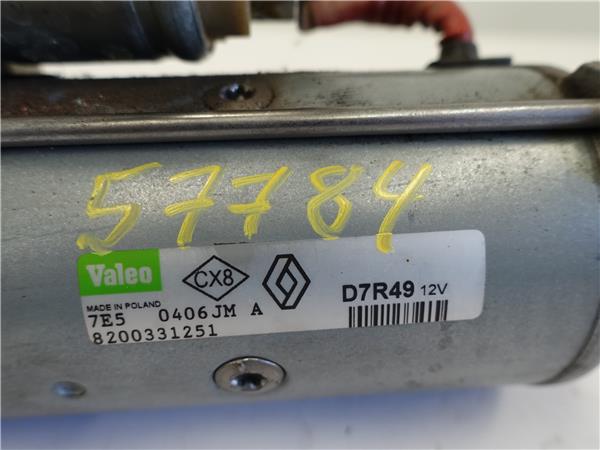 57784
Valeo CX8 D7R49 12V
MADE IN POLAND
7E5 0406JM A
8200331251